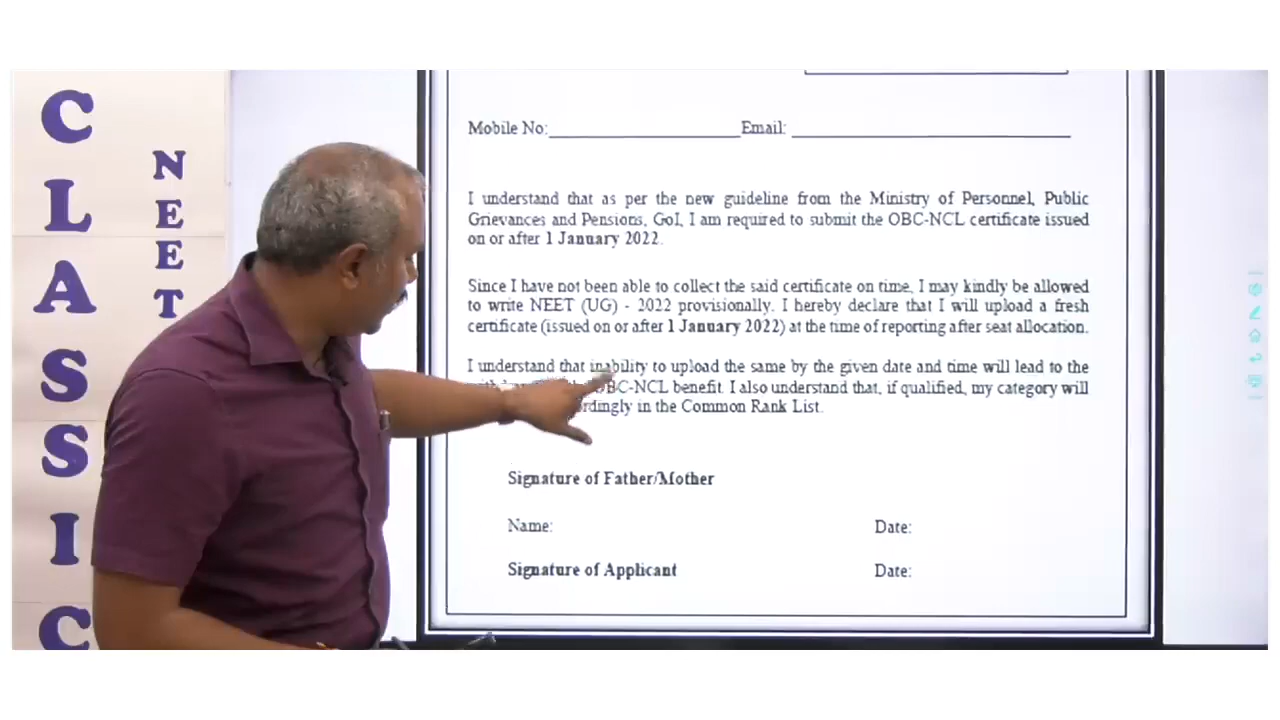 CLASSIC
NEET
Mobile No:____________________Email: ______________________________
I understand that as per the new guideline from the Ministry of Personnel, Public
Grievances and Pensions, GoI, I am required to submit the OBC-NCL certificate issued
on or after 1 January 2022.
Since I have not been able to collect the said certificate on time, I may kindly be allowed
to write NEET (UG) - 2022 provisionally. I hereby declare that I will upload a fresh
certificate (issued on or after 1 January 2022) at the time of reporting after seat allocation.
I understand that inability to upload the same by the given date and time will lead to the
OBC-NCL benefit. I also understand that, if qualified, my category will
in the Common Rank List.
Signature of Father/Mother
Name: Date:
Signature of Applicant Date: